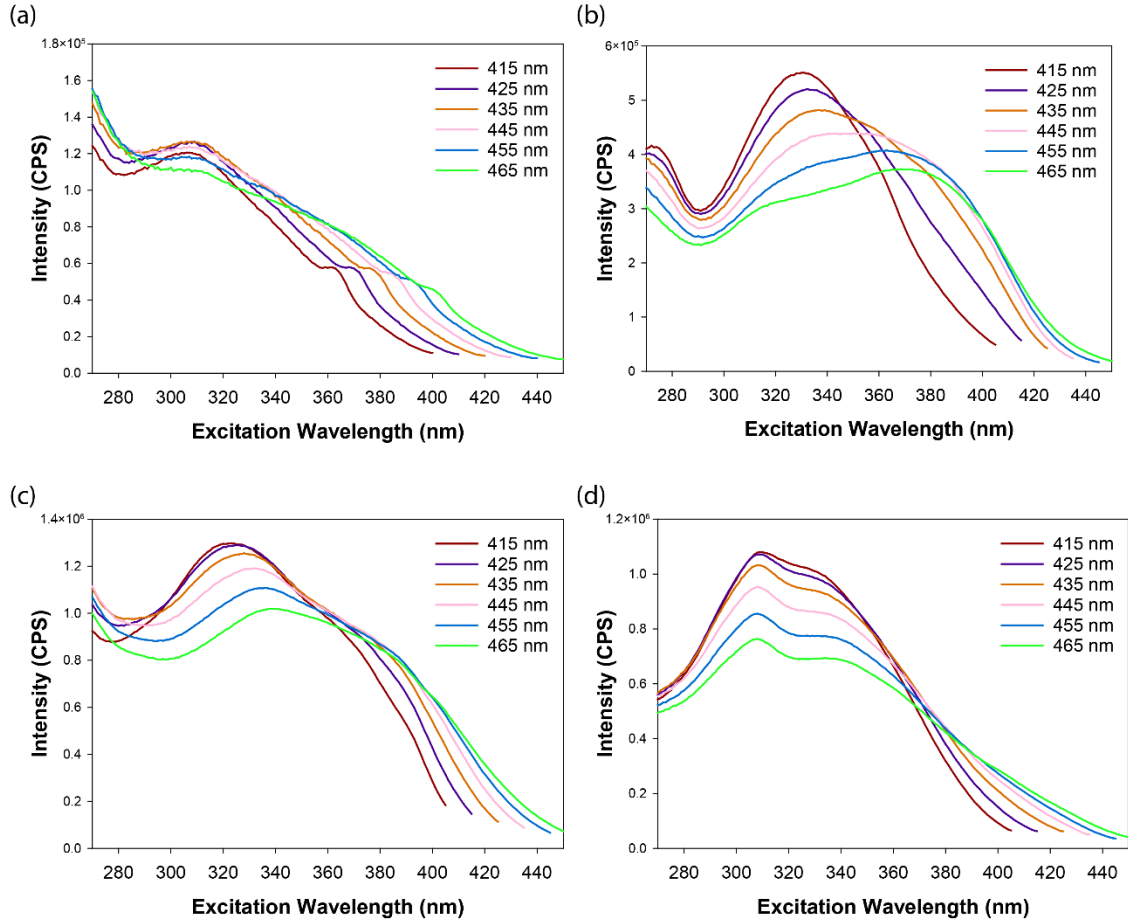 (a)
1.8×10⁵
1.6
1.4
1.2
1.0
0.8
0.6
0.4
0.2
0.0
Intensity (CPS)
280 300 320 340 360 380 400 420 440
Excitation Wavelength (nm)
415 nm
425 nm
435 nm
445 nm
455 nm
465 nm
(b)
6×10⁵
5
4
3
2
1
0
Intensity (CPS)
280 300 320 340 360 380 400 420 440
Excitation Wavelength (nm)
415 nm
425 nm
435 nm
445 nm
455 nm
465 nm
(c)
1.4×10⁶
1.2
1.0
0.8
0.6
0.4
0.2
0.0
Intensity (CPS)
280 300 320 340 360 380 400 420 440
Excitation Wavelength (nm)
415 nm
425 nm
435 nm
445 nm
455 nm
465 nm
(d)
1.2×10⁶
1.0
0.8
0.6
0.4
0.2
0.0
Intensity (CPS)
280 300 320 340 360 380 400 420 440
Excitation Wavelength (nm)
415 nm
425 nm
435 nm
445 nm
455 nm
465 nm